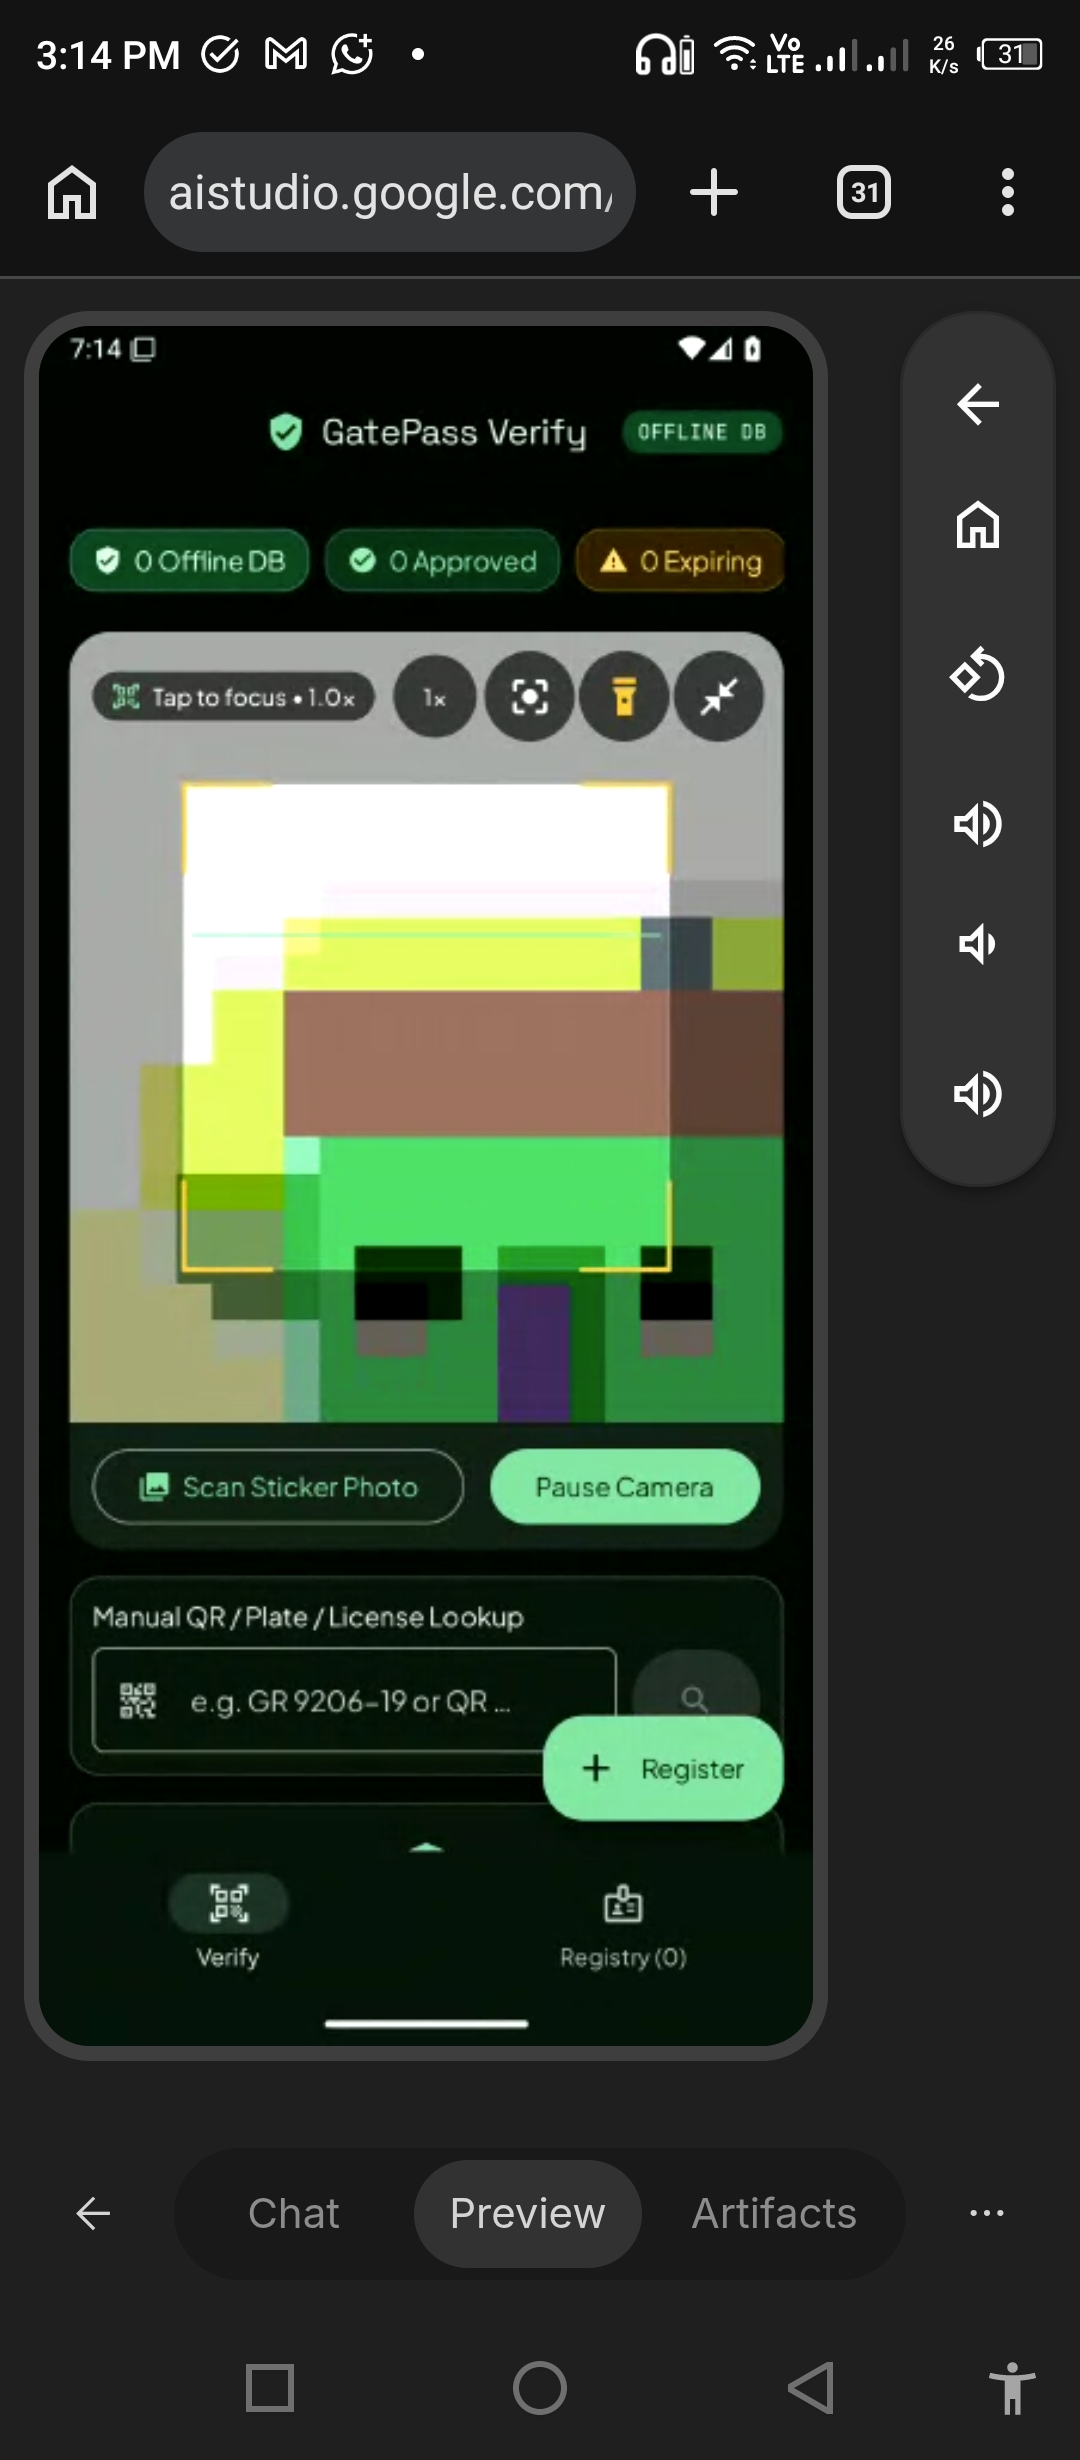 3:14 PM
Vo LTE
26 K/s
31
aistudio.google.com/
31
7:14
GatePass Verify
OFFLINE DB
0 Offline DB
0 Approved
0 Expiring
Tap to focus • 1.0x
1x
Scan Sticker Photo
Pause Camera
Manual QR / Plate / License Lookup
e.g. GR 9206-19 or QR ...
Register
Verify
Registry (0)
Chat
Preview
Artifacts